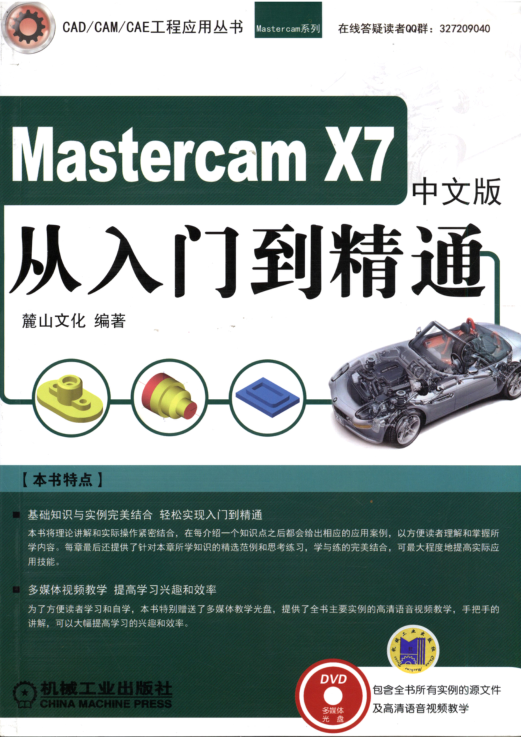 CAD/CAM/CAE工程应用丛书
Mastercam系列
在线答疑读者QQ群：327209040
Mastercam X7
中文版
从入门到精通
麓山文化 编著
【本书特点】
■ 基础知识与实例完美结合 轻松实现入门到精通
本书将理论讲解和实际操作紧密结合，在每介绍一个知识点之后都会给出相应的应用案例，以方便读者理解和掌握所
学内容。每章最后还提供了针对本章所学知识的精选范例和思考练习，学与练的完美结合，可最大程度地提高实际应
用技能。
■ 多媒体视频教学 提高学习兴趣和效率
为了方便读者学习和自学，本书特别赠送了多媒体教学光盘，提供了全书主要实例的高清语音视频教学，手把手的
讲解，可以大幅提高学习的兴趣和效率。
机械工业出版社
CHINA MACHINE PRESS
DVD
多媒体
光 盘
包含全书所有实例的源文件
及高清语音视频教学